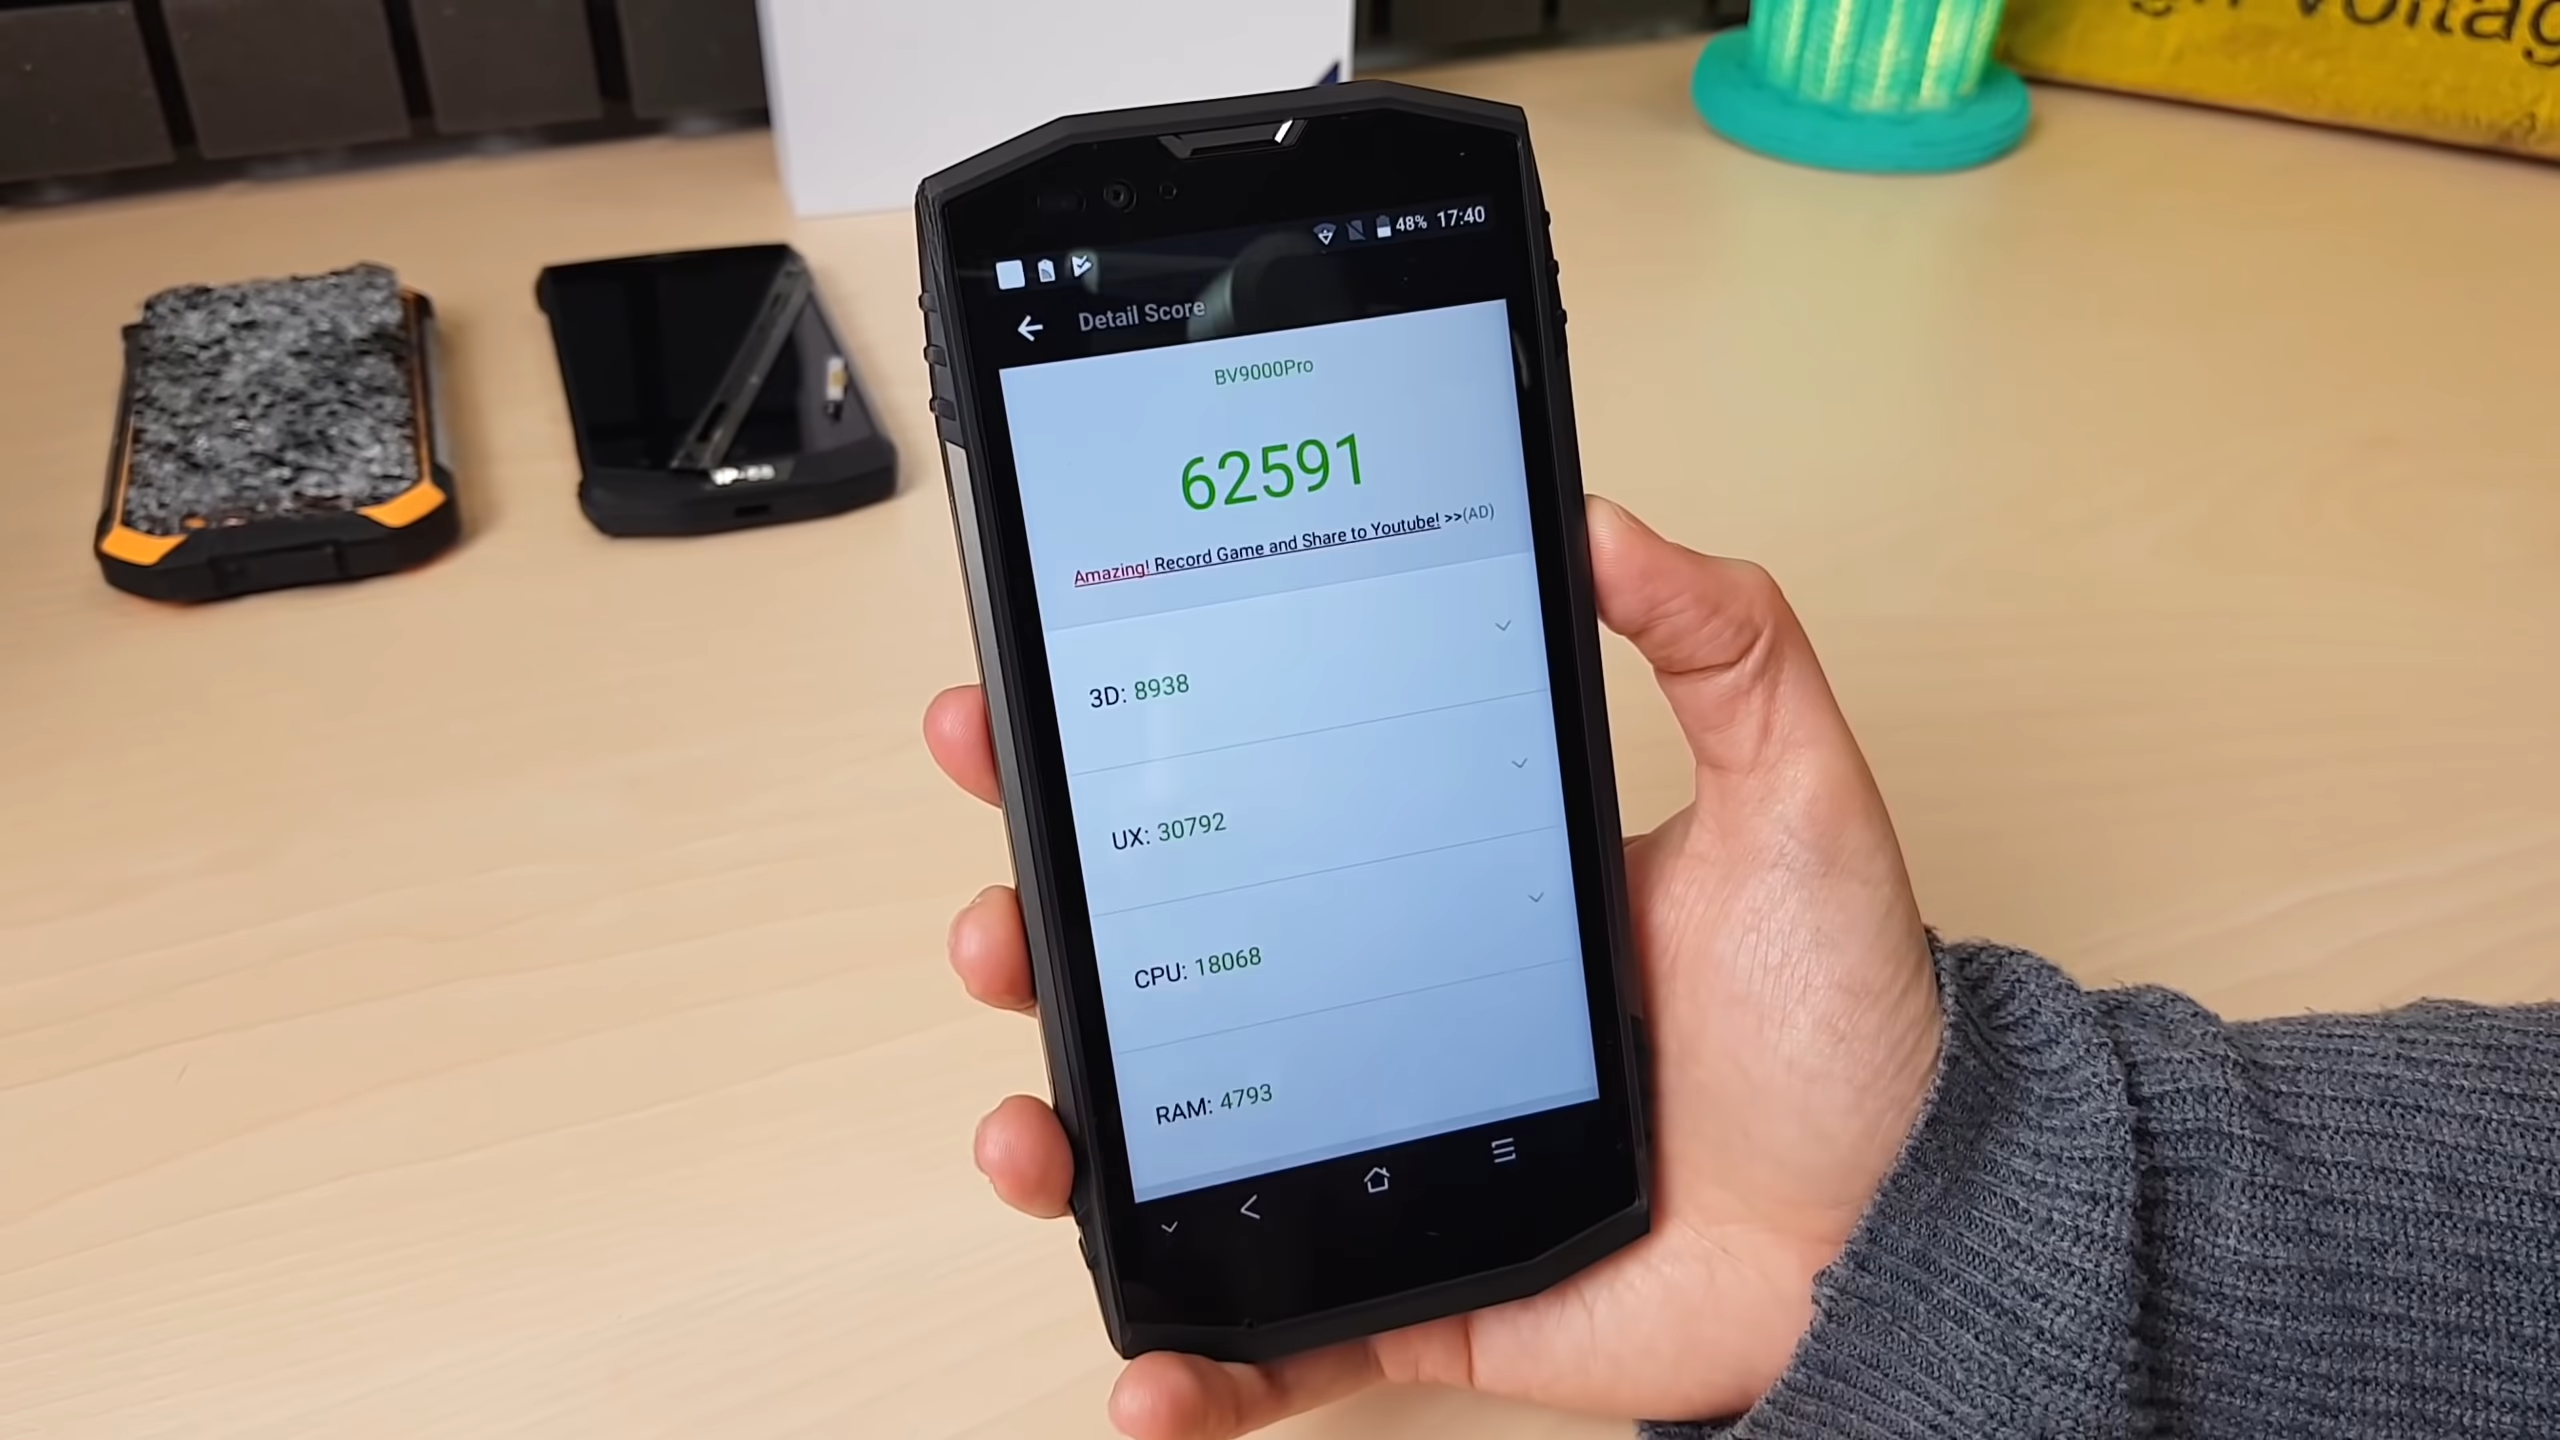 48% 17:40
Detail Score
BV9000Pro
62591
Amazing! Record Game and Share to Youtube! >>(AD)
3D: 8938
UX: 30792
CPU: 18068
RAM: 4793